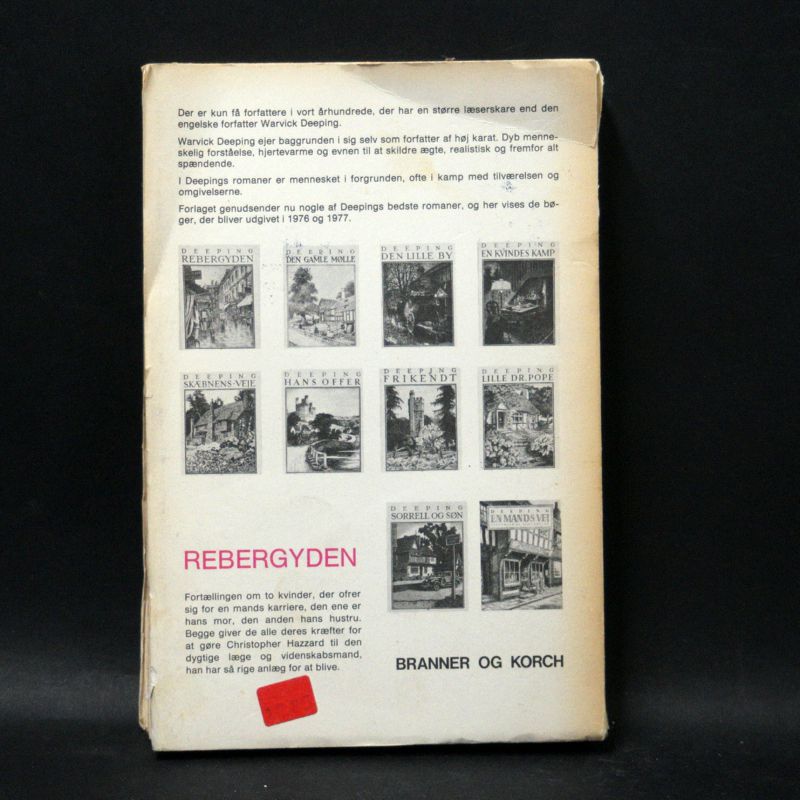 Der er kun få forfattere i vort århundrede, der har en større læserskare end den
engelske forfatter Warvick Deeping.
Warvick Deeping ejer baggrunden i sig selv som forfatter af høj karat. Dyb menne-
skelig forståelse, hjertevarme og evnen til at skildre ægte, realistisk og fremfor alt
spændende.
I Deepings romaner er mennesket i forgrunden, ofte i kamp med tilværelsen og
omgivelserne.
Forlaget genudsender nu nogle af Deepings bedste romaner, og her vises de bø-
ger, der bliver udgivet i 1976 og 1977.
DEEPING
REBERGYDEN
DEEPING
DEN GAMLE MØLLE
DEEPING
DEN LILLE BY
DEEPING
EN KVINDES KAMP
DEEPING
SKÆBNENS·VEJE
DEEPING
HANS OFFER
DEEPING
FRIKENDT
DEEPING
LILLE DR. POPE
DEEPING
SORRELL OG SØN
DEEPING
EN MANDS VEJ
REBERGYDEN
Fortællingen om to kvinder, der ofrer
sig for en mands karriere, den ene er
hans mor, den anden hans hustru.
Begge giver de alle deres kræfter for
at gøre Christopher Hazzard til den
dygtige læge og videnskabsmand,
han har så rige anlæg for at blive.
BRANNER OG KORCH